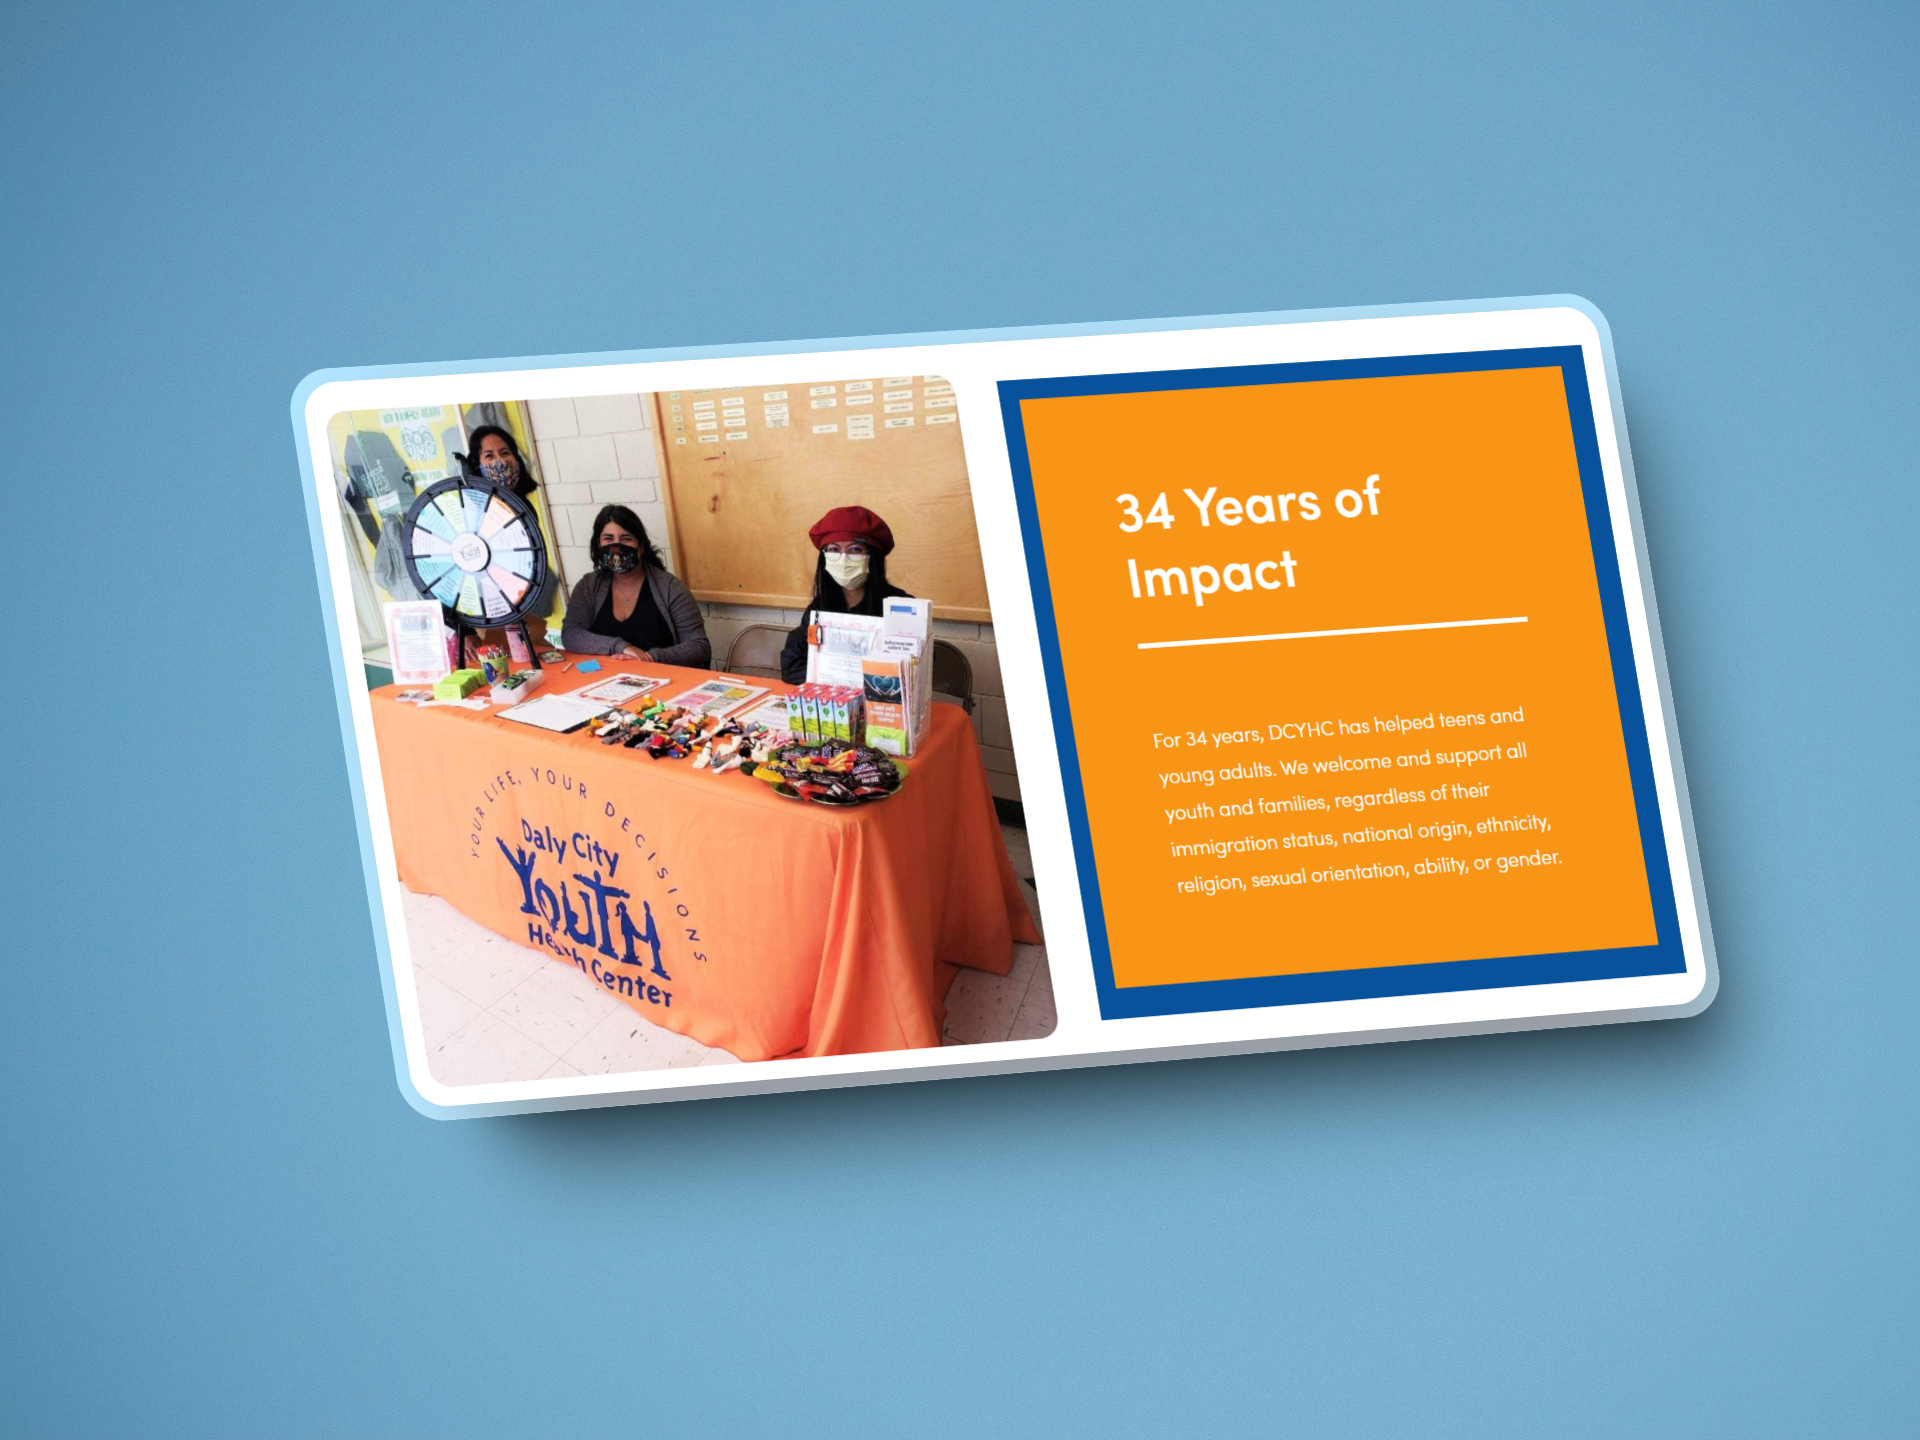 YOUR LIFE, YOUR DECISIONS
Daly City
YOUTH
Health Center
34 Years of
Impact
For 34 years, DCYHC has helped teens and
young adults. We welcome and support all
youth and families, regardless of their
immigration status, national origin, ethnicity,
religion, sexual orientation, ability, or gender.